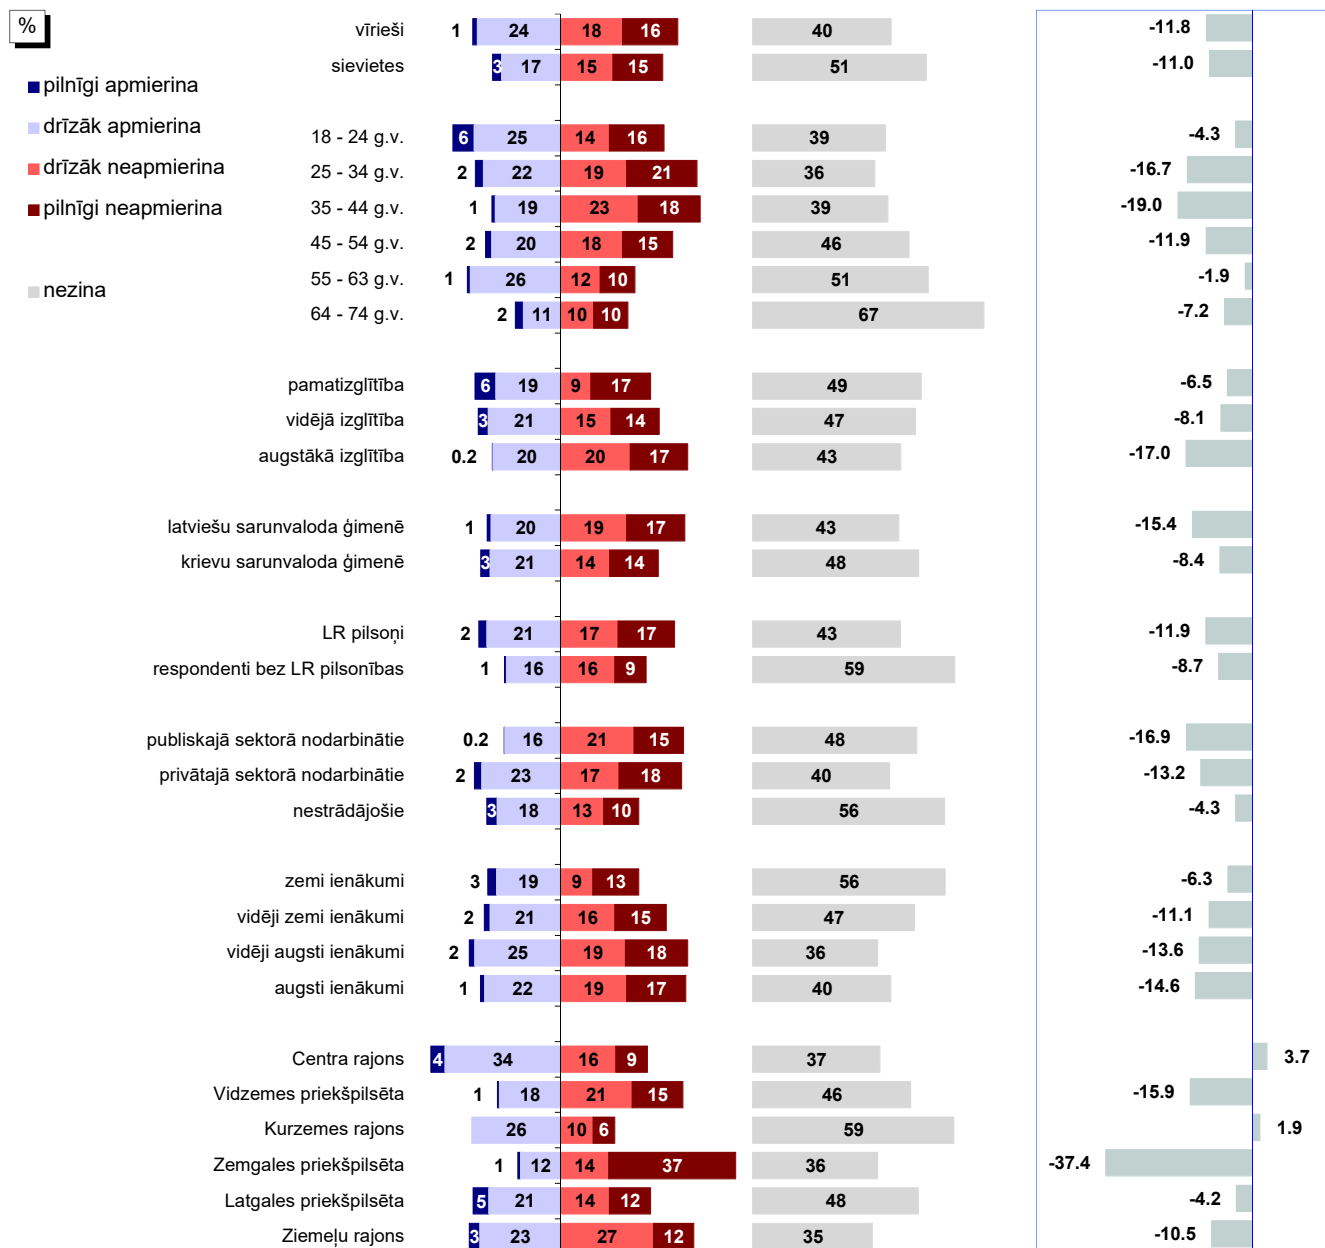 %
pilnīgi apmierina
drīzāk apmierina
drīzāk neapmierina
pilnīgi neapmierina
nezina
vīrieši 1 24 18 16 40 -11.8
sievietes 3 17 15 15 51 -11.0
18 - 24 g.v. 6 25 14 16 39 -4.3
25 - 34 g.v. 2 22 19 21 36 -16.7
35 - 44 g.v. 1 19 23 18 39 -19.0
45 - 54 g.v. 2 20 18 15 46 -11.9
55 - 63 g.v. 1 26 12 10 51 -1.9
64 - 74 g.v. 2 11 10 10 67 -7.2
pamatizglītība 6 19 9 17 49 -6.5
vidējā izglītība 3 21 15 14 47 -8.1
augstākā izglītība 0.2 20 20 17 43 -17.0
latviešu sarunvaloda ģimenē 1 20 19 17 43 -15.4
krievu sarunvaloda ģimenē 3 21 14 14 48 -8.4
LR pilsoņi 2 21 17 17 43 -11.9
respondenti bez LR pilsonības 1 16 16 9 59 -8.7
publiskajā sektorā nodarbinātie 0.2 16 21 15 48 -16.9
privātajā sektorā nodarbinātie 2 23 17 18 40 -13.2
nestrādājošie 3 18 13 10 56 -4.3
zemi ienākumi 3 19 9 13 56 -6.3
vidēji zemi ienākumi 2 21 16 15 47 -11.1
vidēji augsti ienākumi 2 25 19 18 36 -13.6
augsti ienākumi 1 22 19 17 40 -14.6
Centra rajons 4 34 16 9 37 3.7
Vidzemes priekšpilsēta 1 18 21 15 46 -15.9
Kurzemes rajons 26 10 6 59 1.9
Zemgales priekšpilsēta 1 12 14 37 36 -37.4
Latgales priekšpilsēta 5 21 14 12 48 -4.2
Ziemeļu rajons 3 23 27 12 35 -10.5